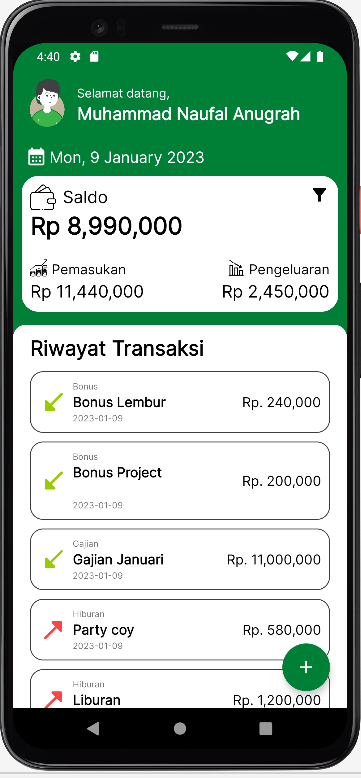 4:40
Selamat datang,
Muhammad Naufal Anugrah
Mon, 9 January 2023
Saldo
Rp 8,990,000
Pemasukan Pengeluaran
Rp 11,440,000 Rp 2,450,000
Riwayat Transaksi
Bonus
Bonus Lembur Rp. 240,000
2023-01-09
Bonus
Bonus Project Rp. 200,000
2023-01-09
Gajian
Gajian Januari Rp. 11,000,000
2023-01-09
Hiburan
Party coy Rp. 580,000
2023-01-09
+
Hiburan
Liburan Rp. 1,200,000